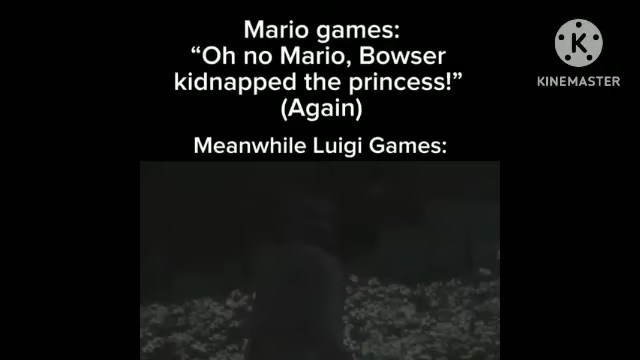 Mario games:
“Oh no Mario, Bowser
kidnapped the princess!”
(Again)
Meanwhile Luigi Games:
K
KINEMASTER